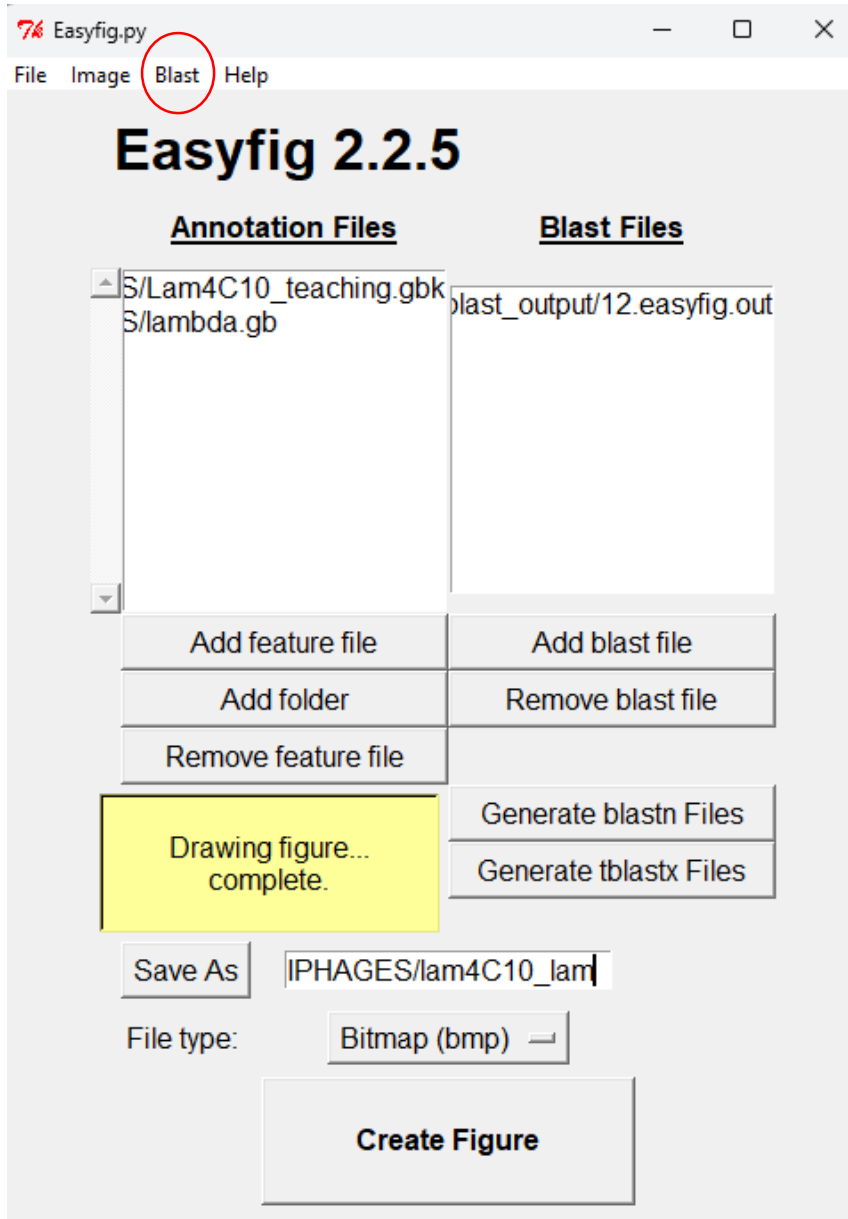 Easyfig.py
File Image Blast Help
Easyfig 2.2.5
Annotation Files Blast Files
S/Lam4C10_teaching.gbk
S/lambda.gb
blast_output/12.easyfig.out
Add feature file Add blast file
Add folder Remove blast file
Remove feature file
Generate blastn Files
Generate tblastx Files
Drawing figure...
complete.
Save As IPHAGES/lam4C10_lam
File type: Bitmap (bmp)
Create Figure